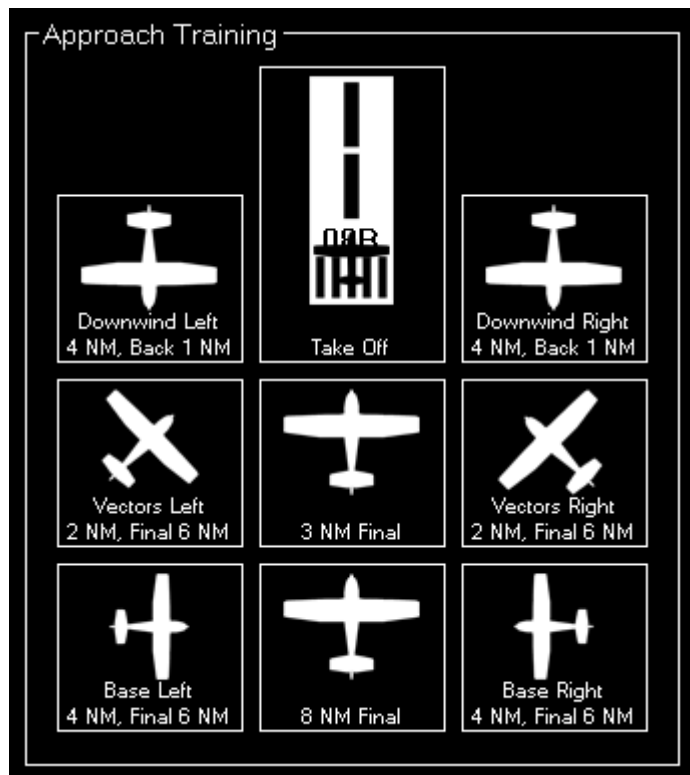 Approach Training
Downwind Left
4 NM, Back 1 NM
Take Off
Downwind Right
4 NM, Back 1 NM
Vectors Left
2 NM, Final 6 NM
3 NM Final
Vectors Right
2 NM, Final 6 NM
Base Left
4 NM, Final 6 NM
8 NM Final
Base Right
4 NM, Final 6 NM